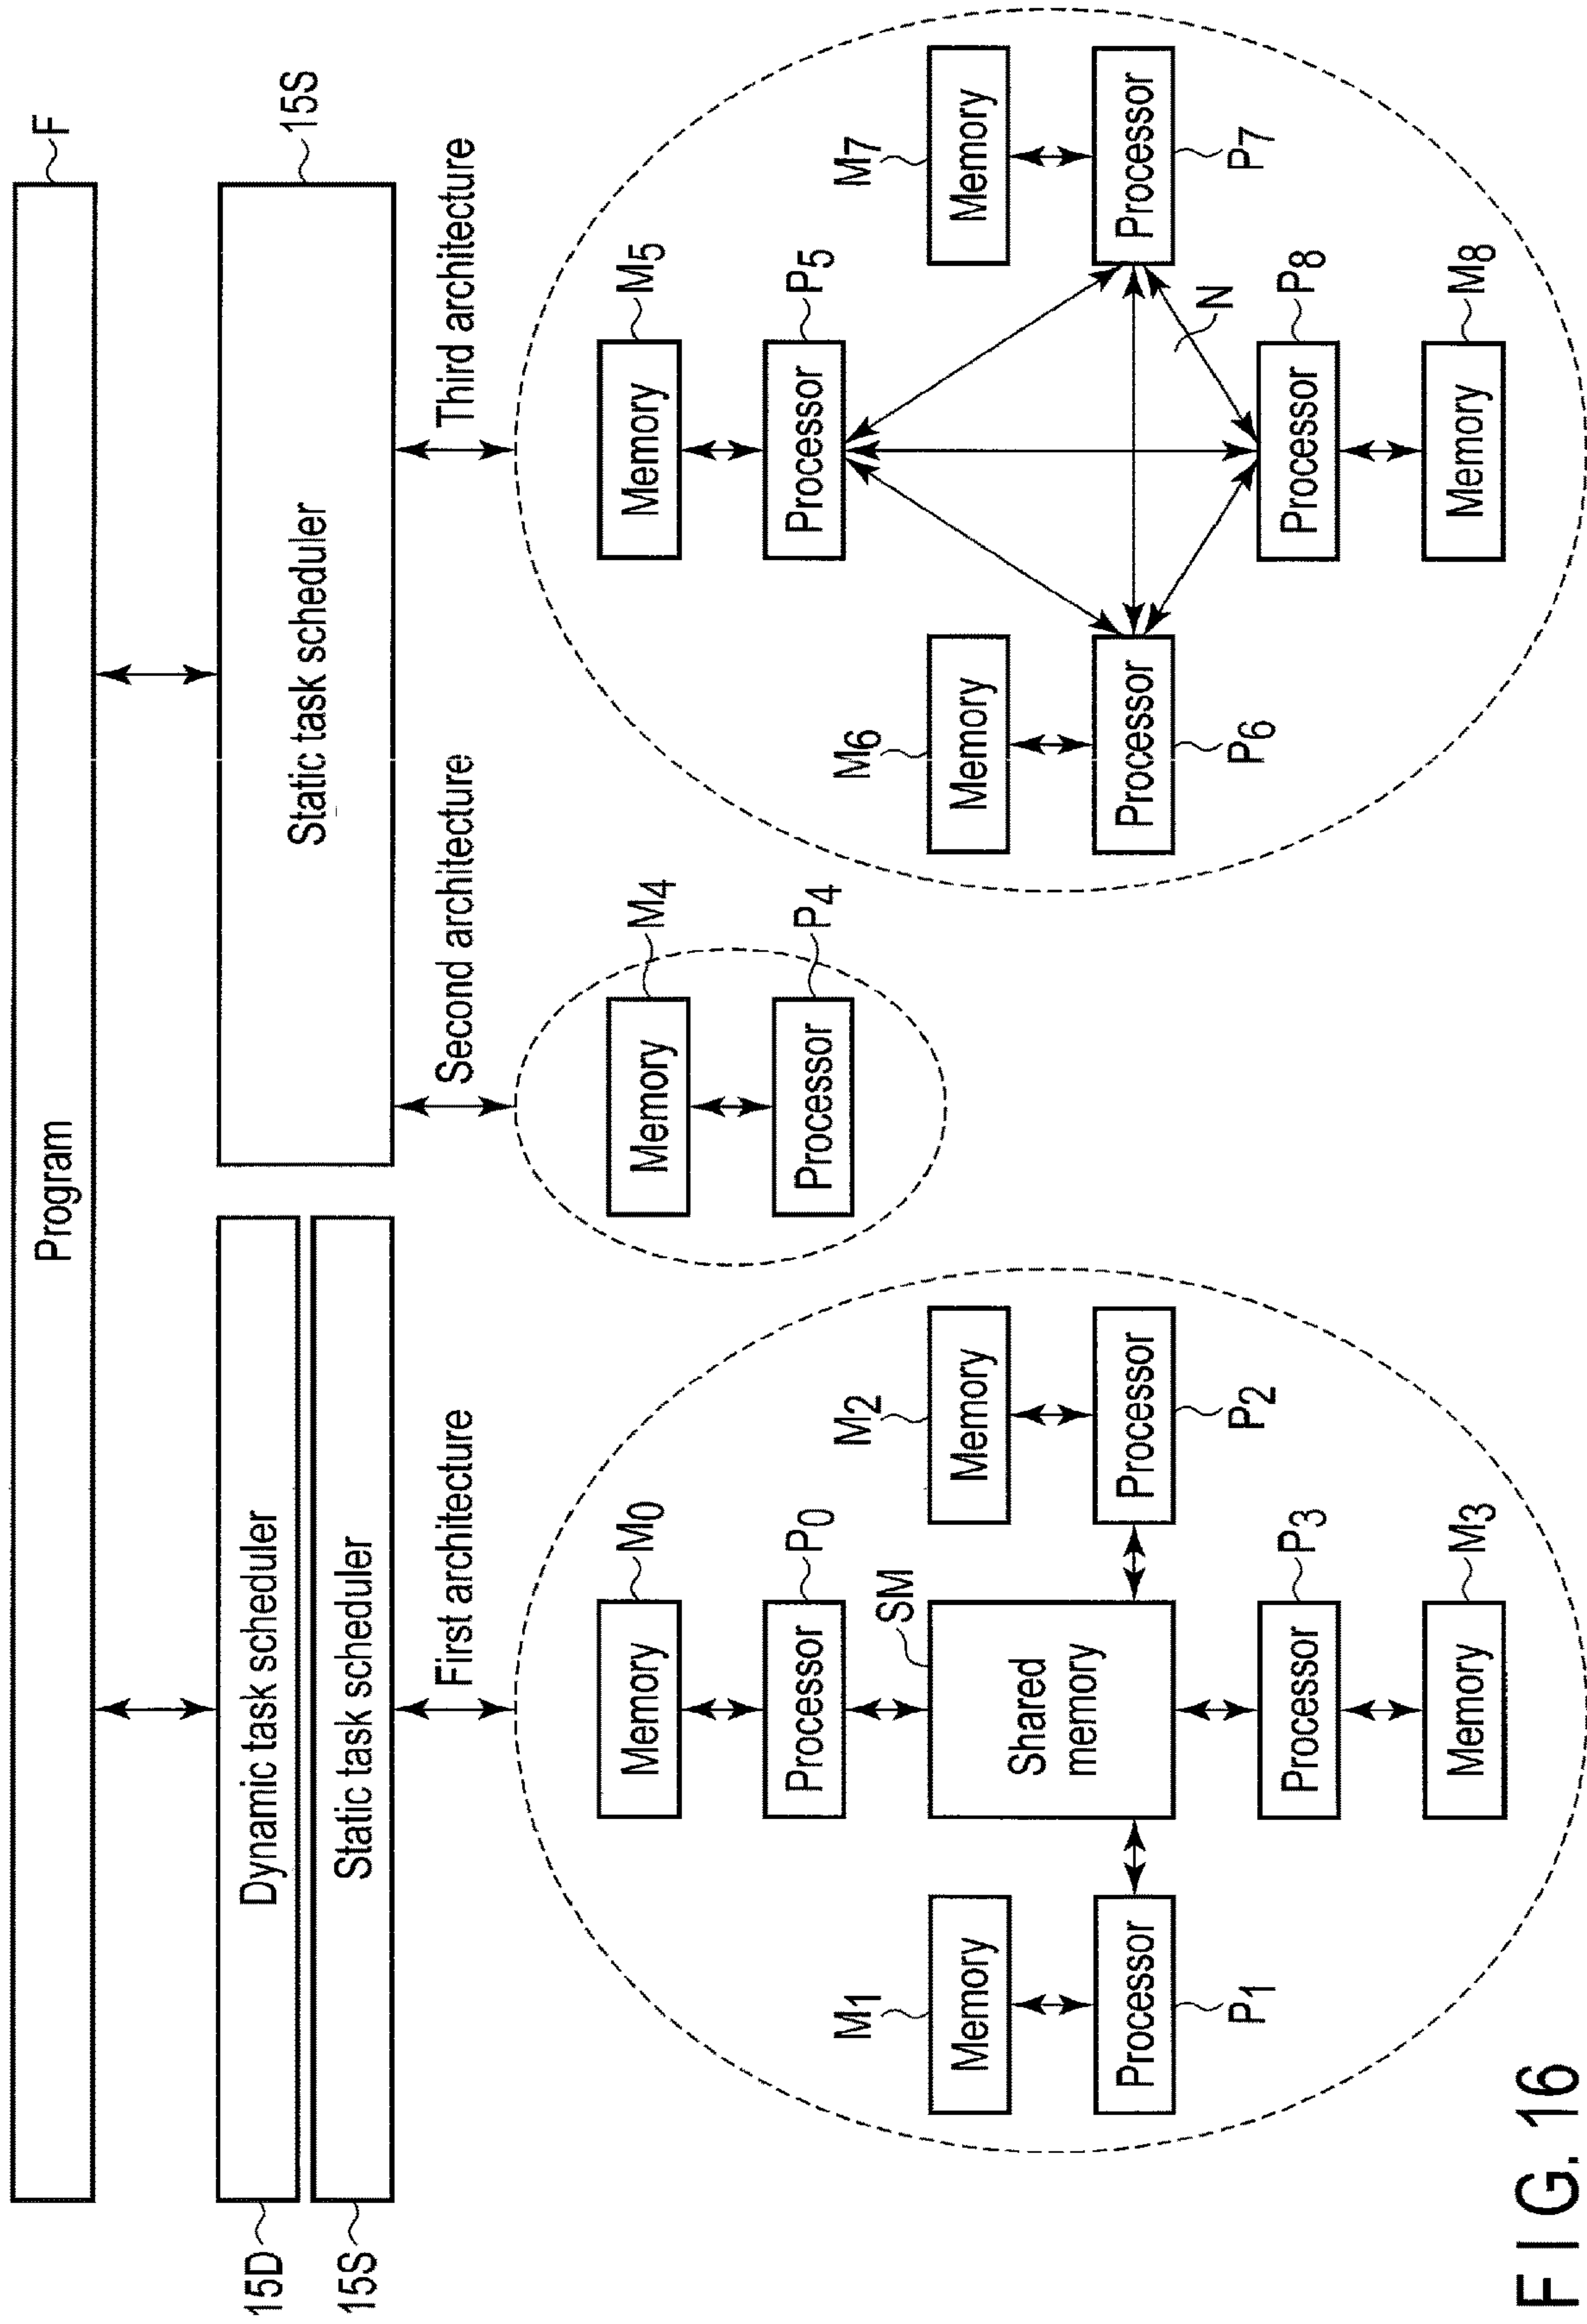 Program
F
Dynamic task scheduler
15D
Static task scheduler
15S
Static task scheduler
15S
First architecture
Second architecture
Third architecture
Memory
M0
Processor
P0
Memory
M1
Processor
P1
Shared
memory
SM
Memory
M2
Processor
P2
Processor
P3
Memory
M3
Memory
M4
Processor
P4
Memory
M5
Processor
P5
Memory
M6
Processor
P6
Memory
M7
Processor
P7
N
Processor
P8
Memory
M8
FIG. 16